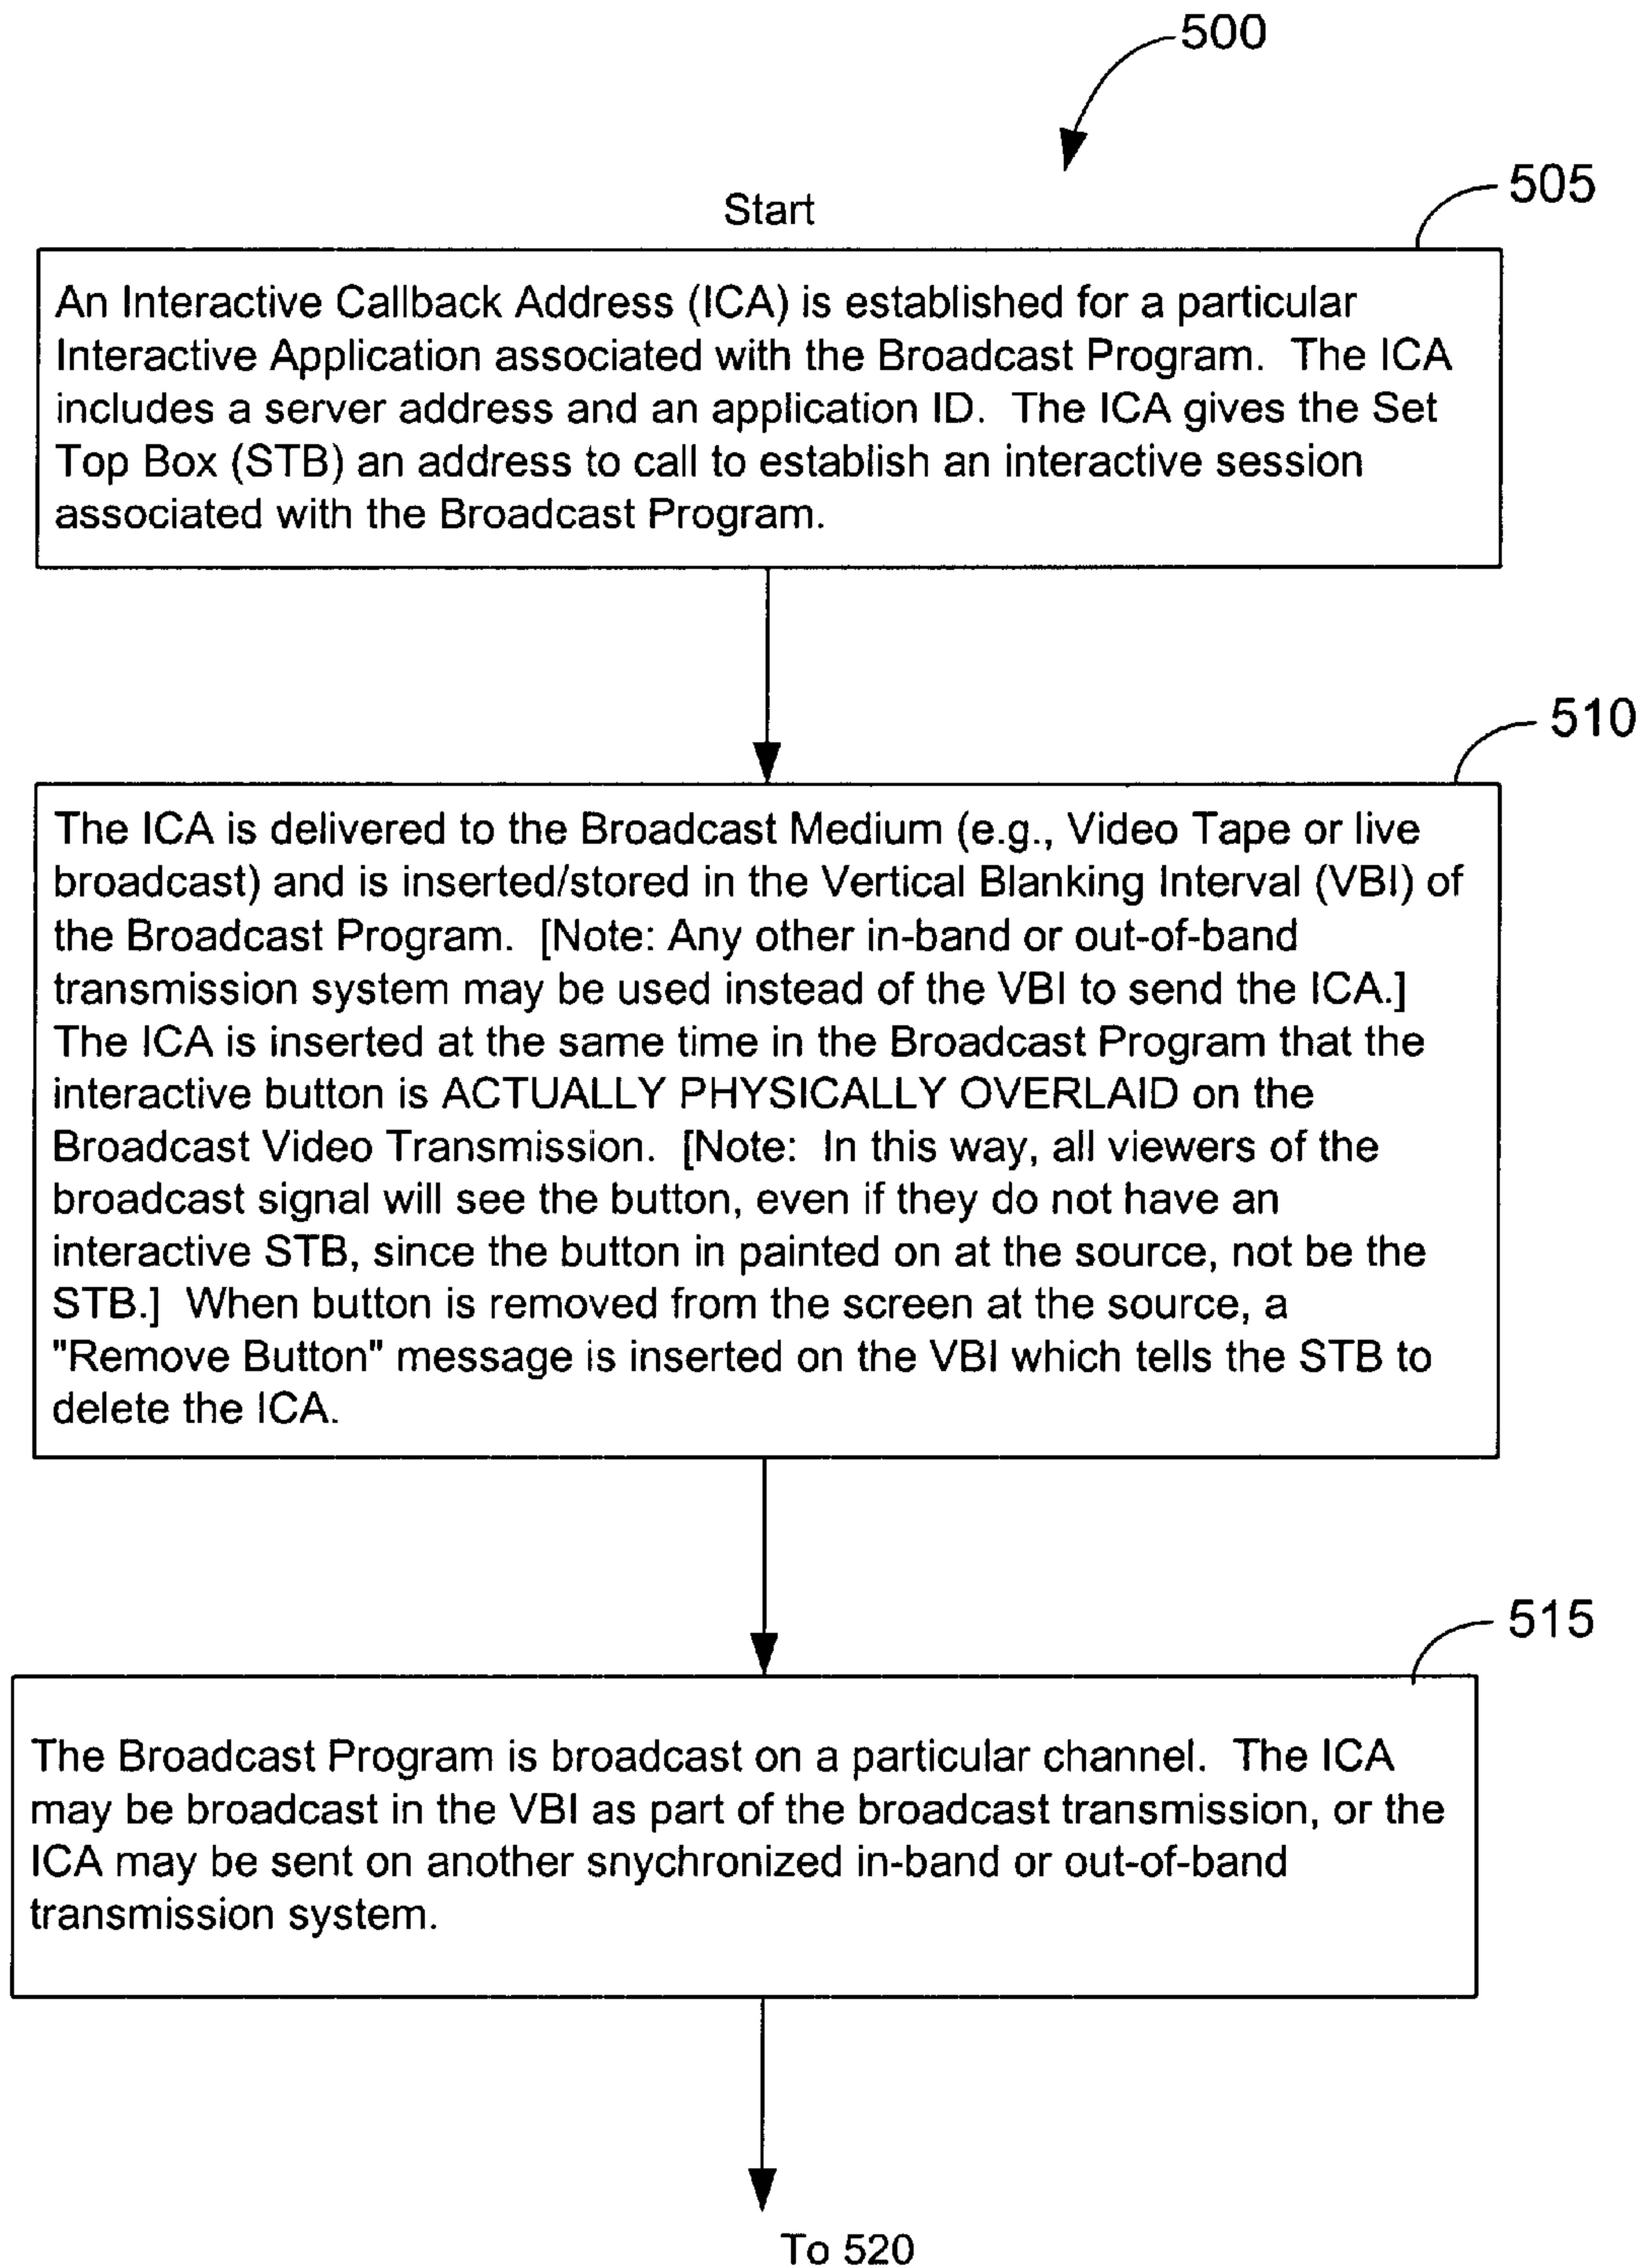 500
Start
505
An Interactive Callback Address (ICA) is established for a particular
Interactive Application associated with the Broadcast Program. The ICA
includes a server address and an application ID. The ICA gives the Set
Top Box (STB) an address to call to establish an interactive session
associated with the Broadcast Program.
510
The ICA is delivered to the Broadcast Medium (e.g., Video Tape or live
broadcast) and is inserted/stored in the Vertical Blanking Interval (VBI) of
the Broadcast Program. [Note: Any other in-band or out-of-band
transmission system may be used instead of the VBI to send the ICA.]
The ICA is inserted at the same time in the Broadcast Program that the
interactive button is ACTUALLY PHYSICALLY OVERLAID on the
Broadcast Video Transmission. [Note: In this way, all viewers of the
broadcast signal will see the button, even if they do not have an
interactive STB, since the button in painted on at the source, not be the
STB.] When button is removed from the screen at the source, a
"Remove Button" message is inserted on the VBI which tells the STB to
delete the ICA.
515
The Broadcast Program is broadcast on a particular channel. The ICA
may be broadcast in the VBI as part of the broadcast transmission, or the
ICA may be sent on another snychronized in-band or out-of-band
transmission system.
To 520